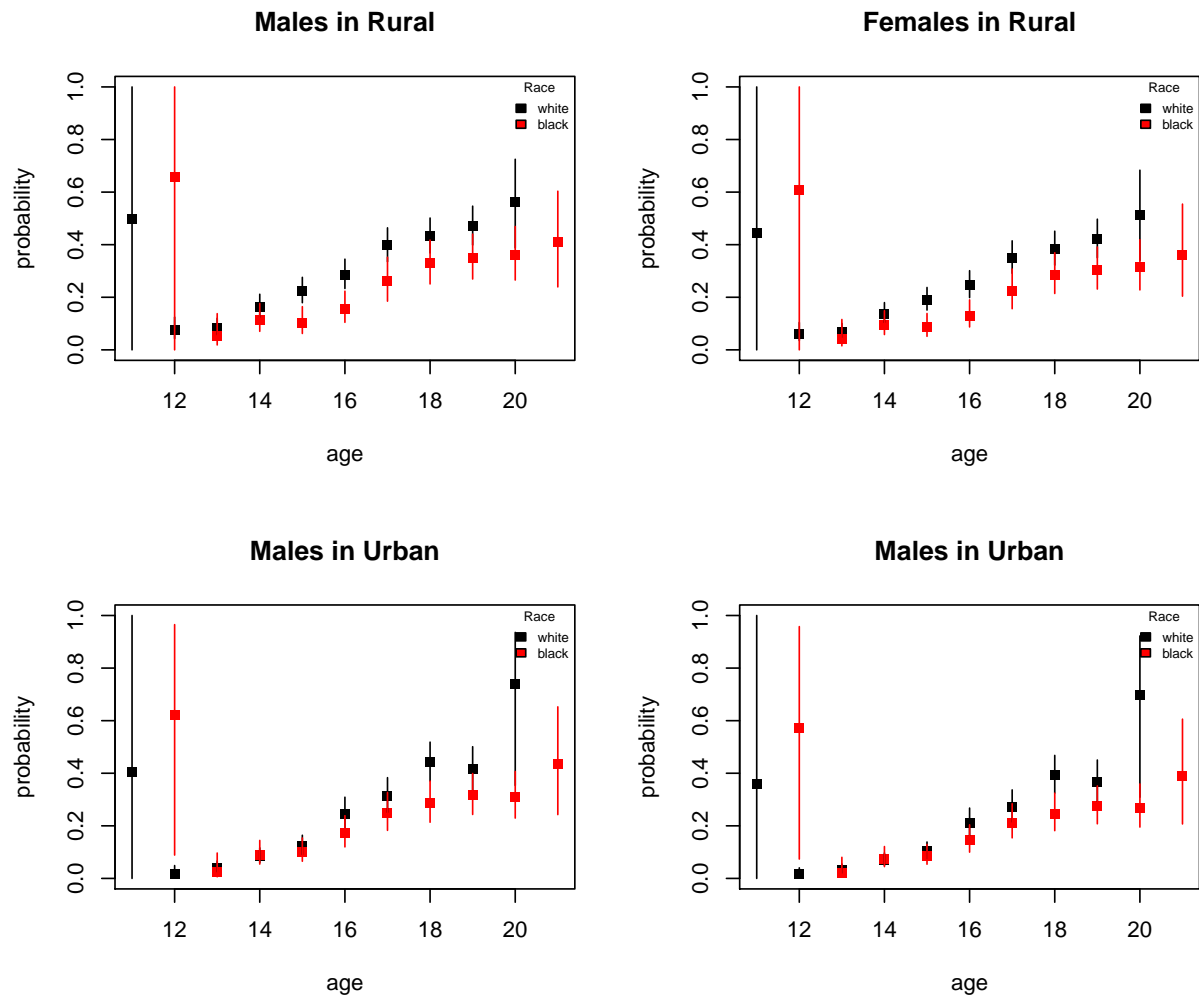 Males in Rural
probability
0.0 0.2 0.4 0.6 0.8 1.0
Race
white
black
12 14 16 18 20
age
Females in Rural
probability
0.0 0.2 0.4 0.6 0.8 1.0
Race
white
black
12 14 16 18 20
age
Males in Urban
probability
0.0 0.2 0.4 0.6 0.8 1.0
Race
white
black
12 14 16 18 20
age
Males in Urban
probability
0.0 0.2 0.4 0.6 0.8 1.0
Race
white
black
12 14 16 18 20
age